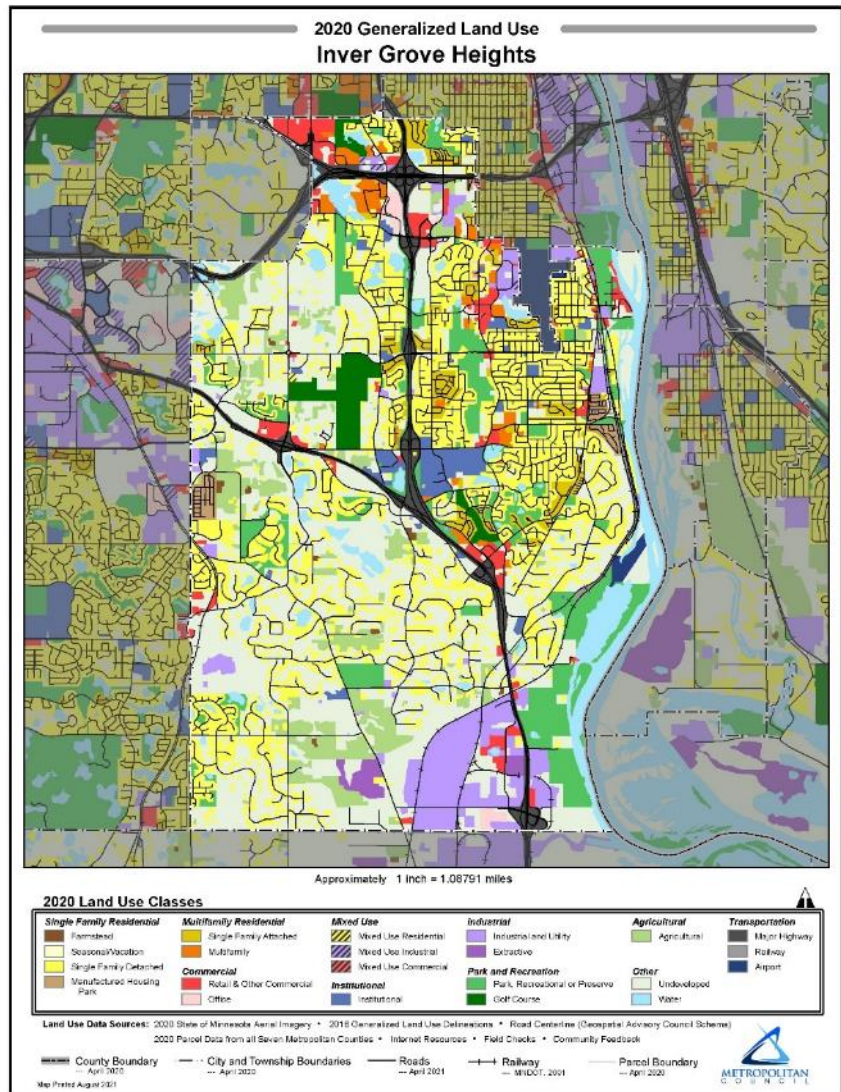 2020 Generalized Land Use
Inver Grove Heights
Approximately 1 inch = 1.08791 miles
2020 Land Use Classes
Single Family Residential
Farmstead
Seasonal/Vacation
Single Family Detached
Manufactured Housing
Park
Multifamily Residential
Single Family Attached
Multifamily
Commercial
Retail & Other Commercial
Office
Mixed Use
Mixed Use Residential
Mixed Use Industrial
Mixed Use Commercial
Institutional
Institutional
Industrial
Industrial and Utility
Extractive
Park and Recreation
Park, Recreational or Preserve
Golf Course
Agricultural
Agricultural
Other
Undeveloped
Water
Transportation
Major Highway
Railway
Airport
Land Use Data Sources: 2020 State of Minnesota Aerial Imagery • 2016 Generalized Land Use Delineations • Road Centerline (Geospatial Advisory Council Schema)
2020 Parcel Data from all Seven Metropolitan Counties • Internet Resources • Field Checks • Community Feedback
County Boundary
--- April 2020
City and Township Boundaries
--- April 2020
Roads
--- April 2021
Railway
--- MNDOT, 2001
Parcel Boundary
--- April 2020
Map Printed August 2021
METROPOLITAN
COUNCIL